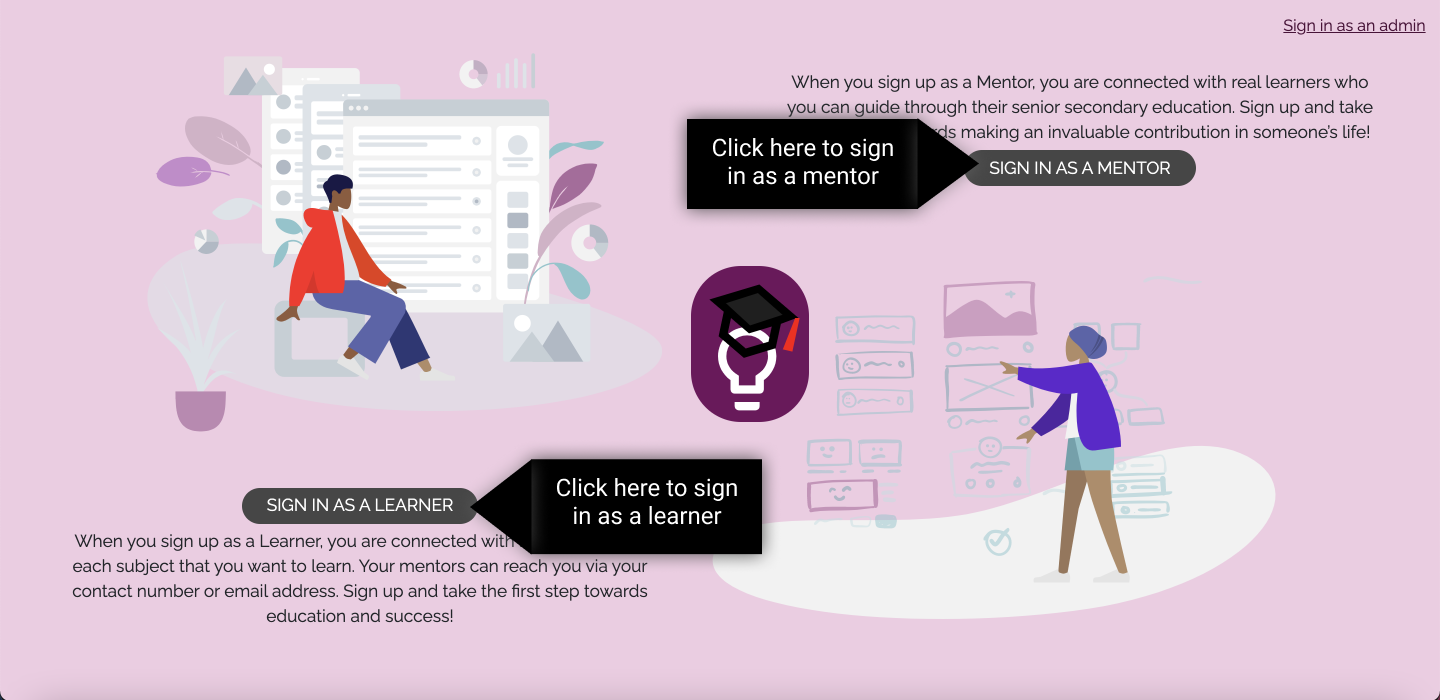 Sign in as an admin
When you sign up as a Mentor, you are connected with real learners who
you can guide through their senior secondary education. Sign up and take
making an invaluable contribution in someone's life!
Click here to sign
in as a mentor
SIGN IN AS A MENTOR
SIGN IN AS A LEARNER
Click here to sign
in as a learner
When you sign up as a Learner, you are connected with
each subject that you want to learn. Your mentors can reach you via your
contact number or email address. Sign up and take the first step towards
education and success!